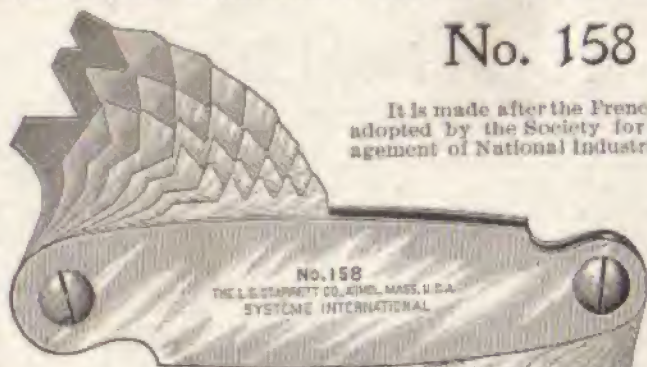 No. 158
It is made after the Frenc
adopted by the Society for
agement of National Industr
No. 158
THE L.S. STARRETT CO. ATHOL, MASS. U.S.A.
SYSTEME INTERNATIONAL